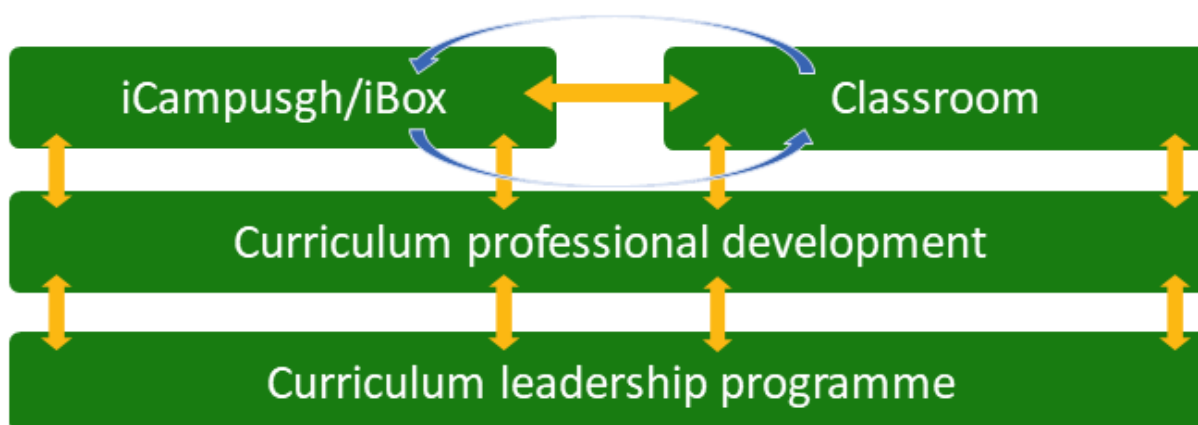 iCampusgh/iBox
Classroom
Curriculum professional development
Curriculum leadership programme